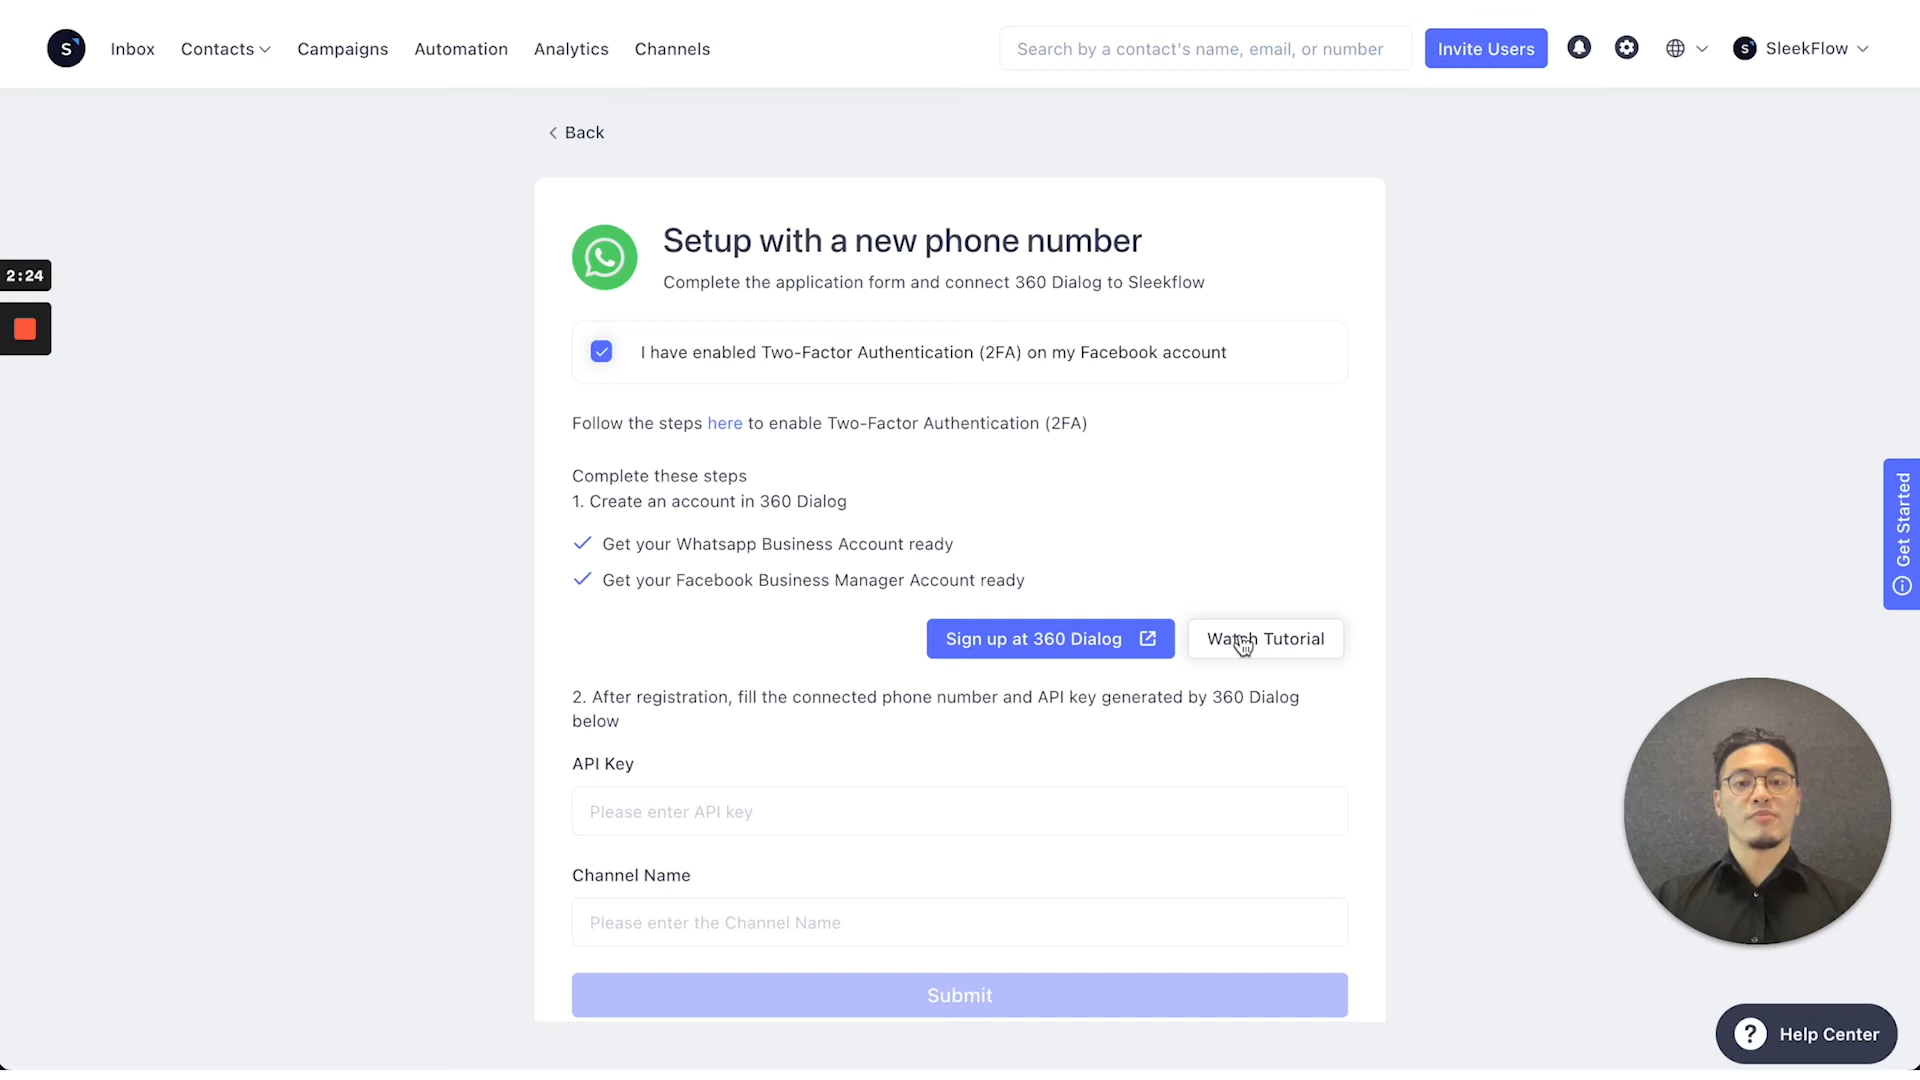 S Inbox Contacts Campaigns Automation Analytics Channels Search by a contact's name, email, or number Invite Users S SleekFlow
Back
Setup with a new phone number
Complete the application form and connect 360 Dialog to Sleekflow
2:24
I have enabled Two-Factor Authentication (2FA) on my Facebook account
Follow the steps here to enable Two-Factor Authentication (2FA)
Complete these steps
1. Create an account in 360 Dialog
Get your Whatsapp Business Account ready
Get your Facebook Business Manager Account ready
Get Started
Sign up at 360 Dialog Watch Tutorial
2. After registration, fill the connected phone number and API key generated by 360 Dialog
below
API Key
Please enter API key
Channel Name
Please enter the Channel Name
Submit
? Help Center